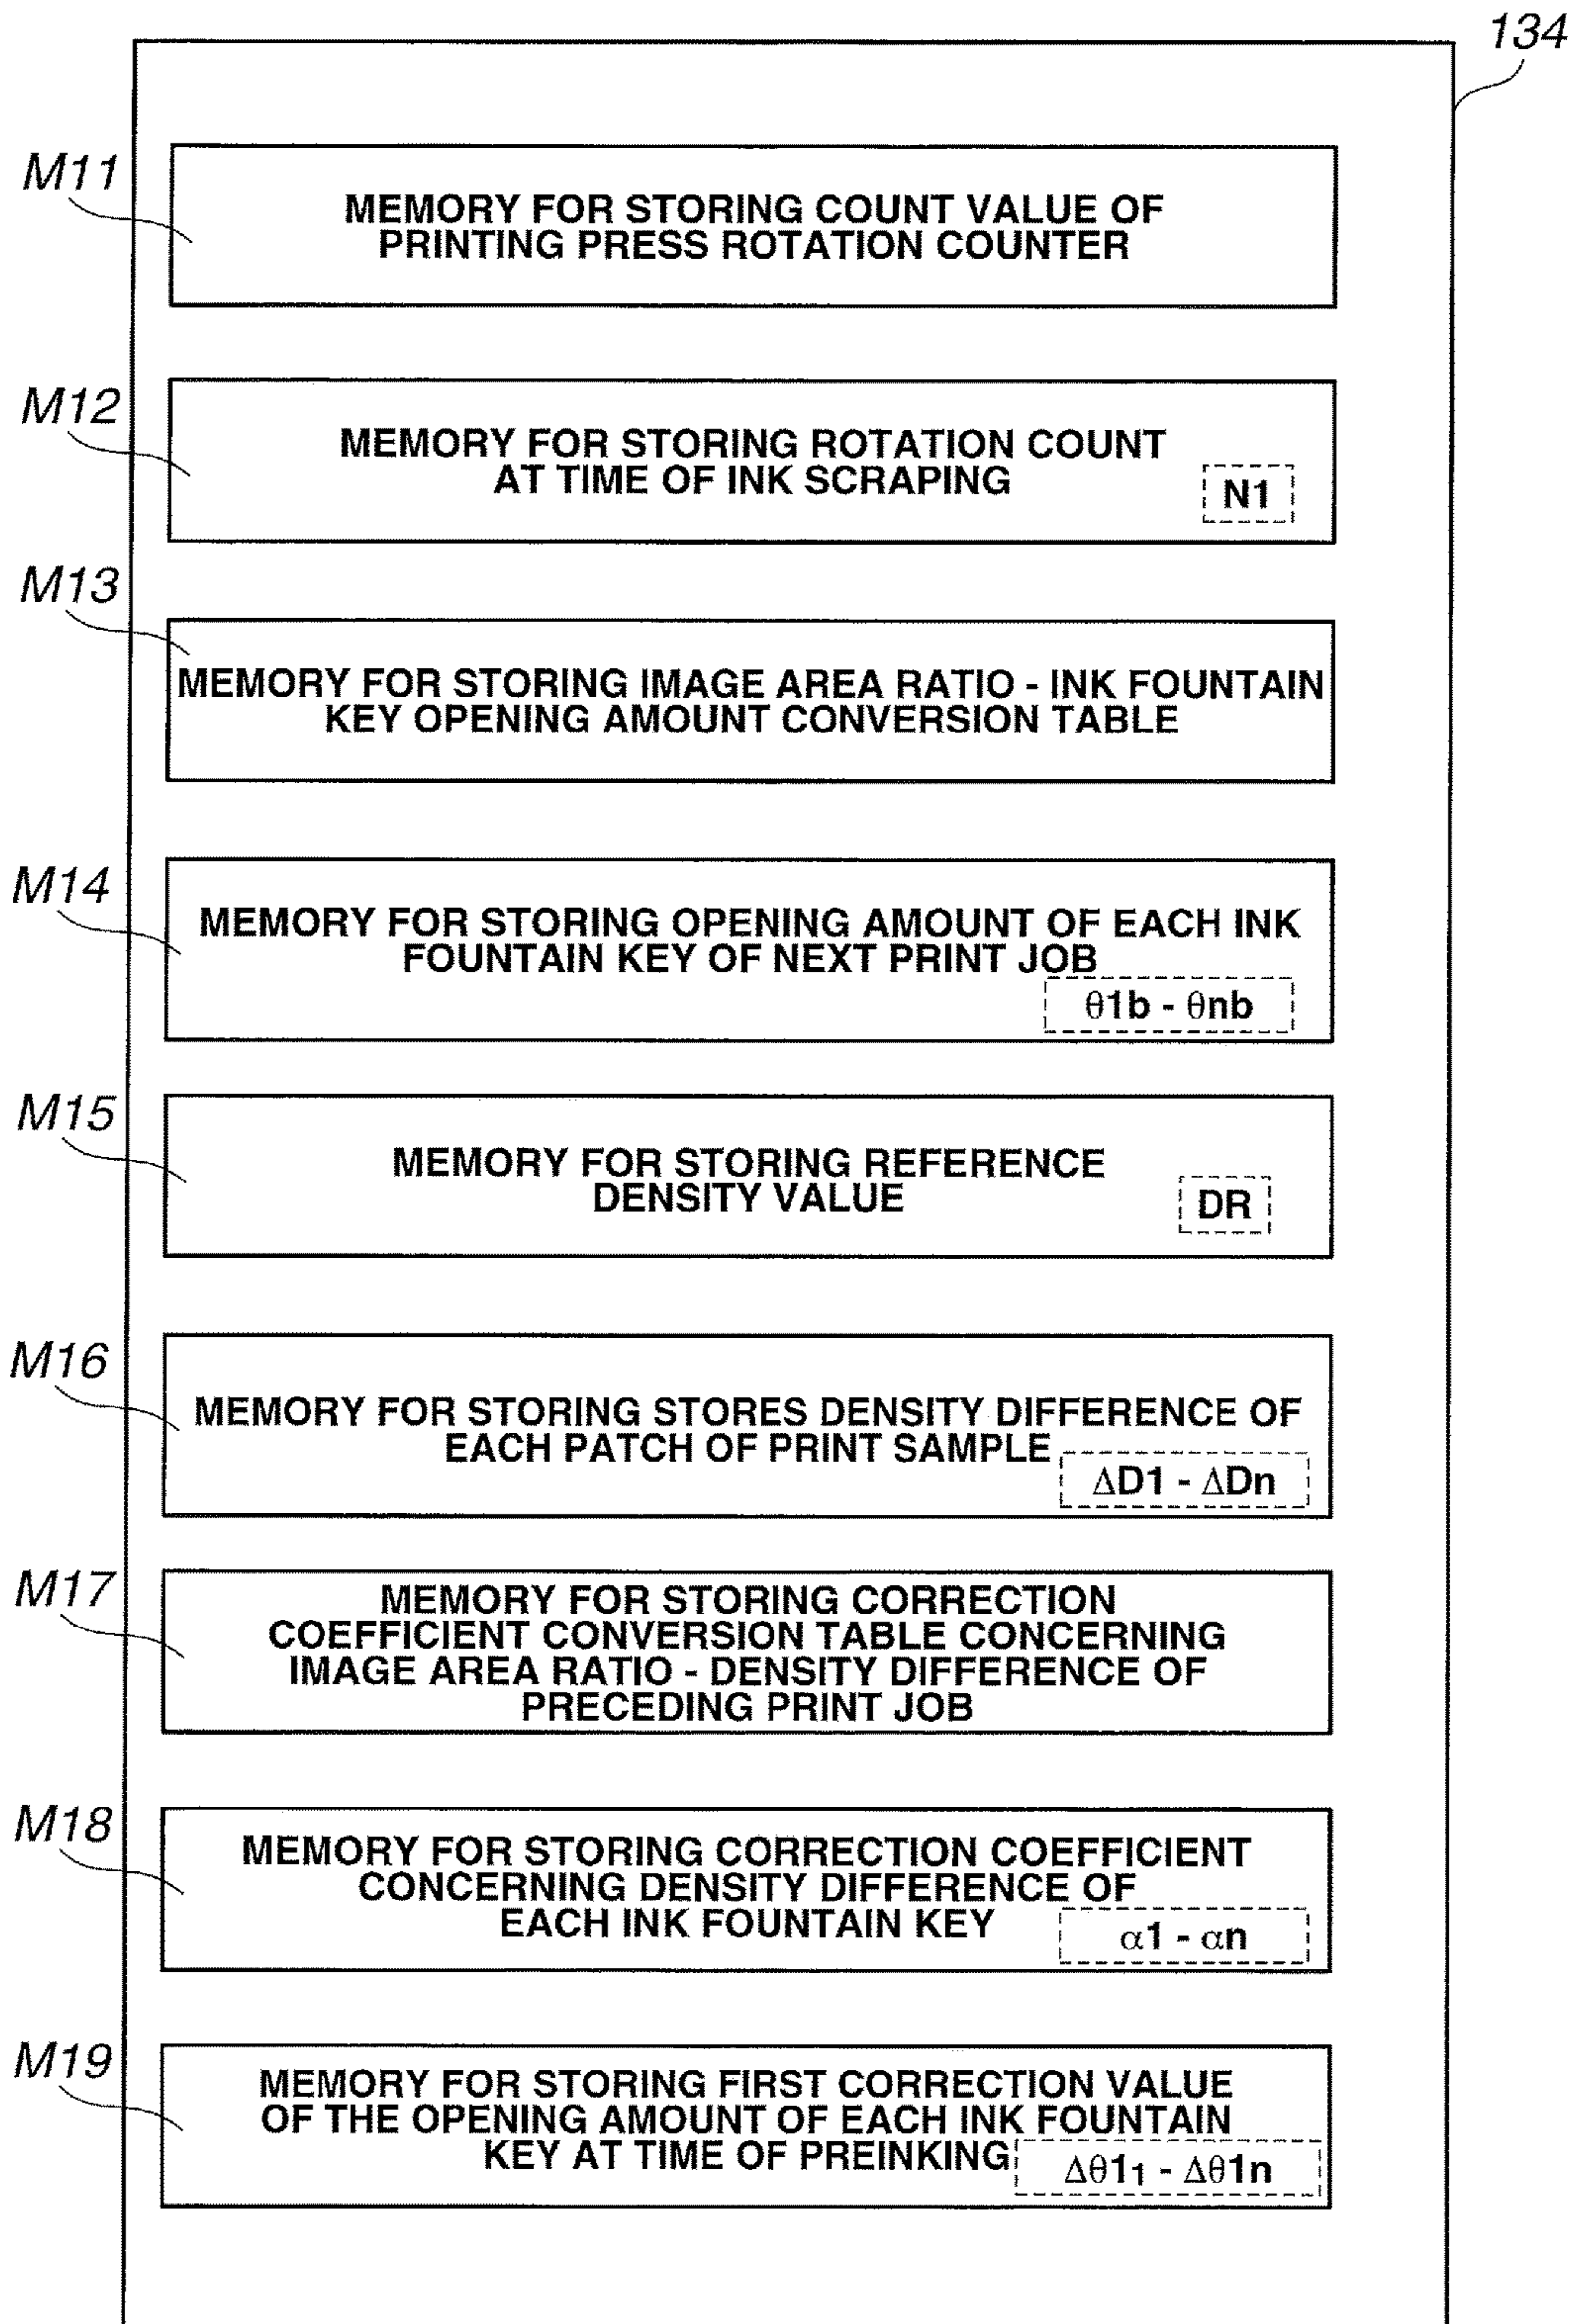 134
M11
MEMORY FOR STORING COUNT VALUE OF
PRINTING PRESS ROTATION COUNTER
M12
MEMORY FOR STORING ROTATION COUNT
AT TIME OF INK SCRAPING
N1
M13
MEMORY FOR STORING IMAGE AREA RATIO - INK FOUNTAIN
KEY OPENING AMOUNT CONVERSION TABLE
M14
MEMORY FOR STORING OPENING AMOUNT OF EACH INK
FOUNTAIN KEY OF NEXT PRINT JOB
θ1b - θnb
M15
MEMORY FOR STORING REFERENCE
DENSITY VALUE
DR
M16
MEMORY FOR STORING STORES DENSITY DIFFERENCE OF
EACH PATCH OF PRINT SAMPLE
ΔD1 - ΔDn
M17
MEMORY FOR STORING CORRECTION
COEFFICIENT CONVERSION TABLE CONCERNING
IMAGE AREA RATIO - DENSITY DIFFERENCE OF
PRECEDING PRINT JOB
M18
MEMORY FOR STORING CORRECTION COEFFICIENT
CONCERNING DENSITY DIFFERENCE OF
EACH INK FOUNTAIN KEY
α1 - αn
M19
MEMORY FOR STORING FIRST CORRECTION VALUE
OF THE OPENING AMOUNT OF EACH INK FOUNTAIN
KEY AT TIME OF PREINKING
Δθ11 - Δθ1n